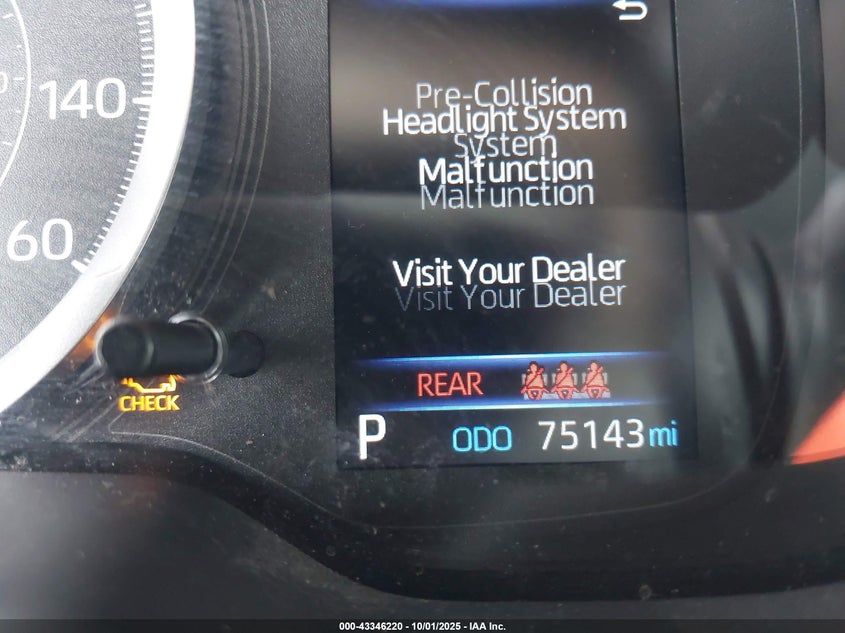 140
60
Pre-Collision
Headlight System
System
Malfunction
Malfunction
Visit Your Dealer
Visit Your Dealer
REAR
CHECK
P ODO 75143 mi
000-43346220 - 10/01/2025 - IAA Inc.